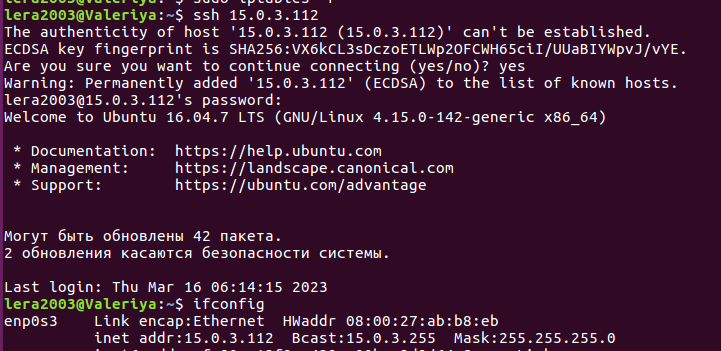 lera2003@Valeriya:~$ ssh 15.0.3.112
The authenticity of host '15.0.3.112 (15.0.3.112)' can't be established.
ECDSA key fingerprint is SHA256:VX6kCL3sDczoETLWp2OFCWH65ciI/UUaBIYWpvJ/vYE.
Are you sure you want to continue connecting (yes/no)? yes
Warning: Permanently added '15.0.3.112' (ECDSA) to the list of known hosts.
lera2003@15.0.3.112's password:
Welcome to Ubuntu 16.04.7 LTS (GNU/Linux 4.15.0-142-generic x86_64)
* Documentation:  https://help.ubuntu.com
* Management:     https://landscape.canonical.com
* Support:        https://ubuntu.com/advantage
Могут быть обновлены 42 пакета.
2 обновления касаются безопасности системы.
Last login: Thu Mar 16 06:14:15 2023
lera2003@Valeriya:~$ ifconfig
enp0s3    Link encap:Ethernet  HWaddr 08:00:27:ab:b8:eb
inet addr:15.0.3.112  Bcast:15.0.3.255  Mask:255.255.255.0